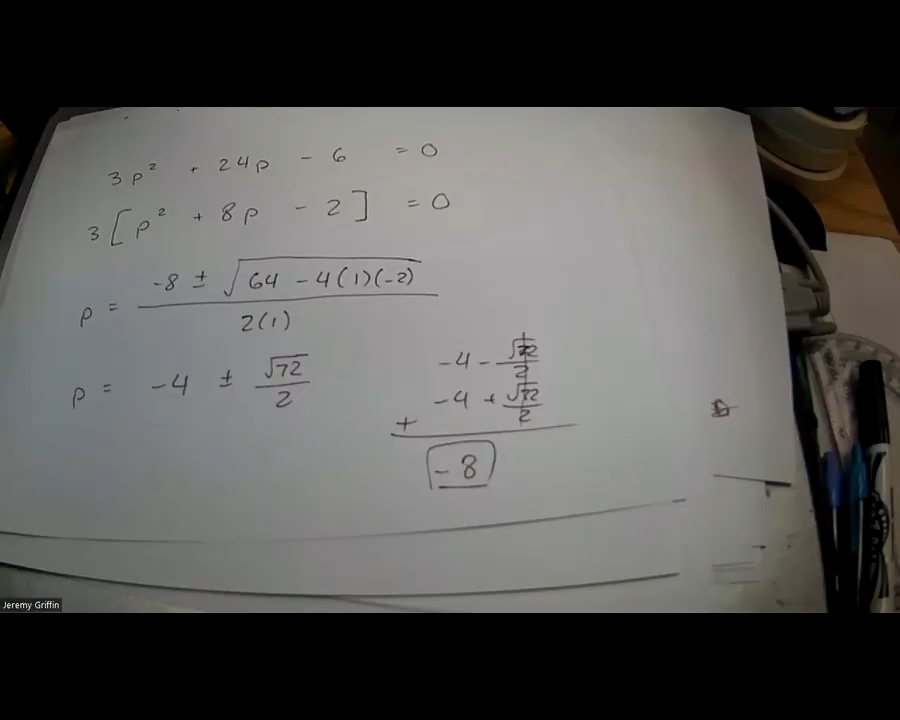 3p² + 24p - 6 = 0
3[p² + 8p - 2] = 0
p = (-8 ± √(64 - 4(1)(-2))) / 2(1)
p = -4 ± √72/2
-4 - √72/2
-4 + √72/2
+
-8
Jeremy Griffin